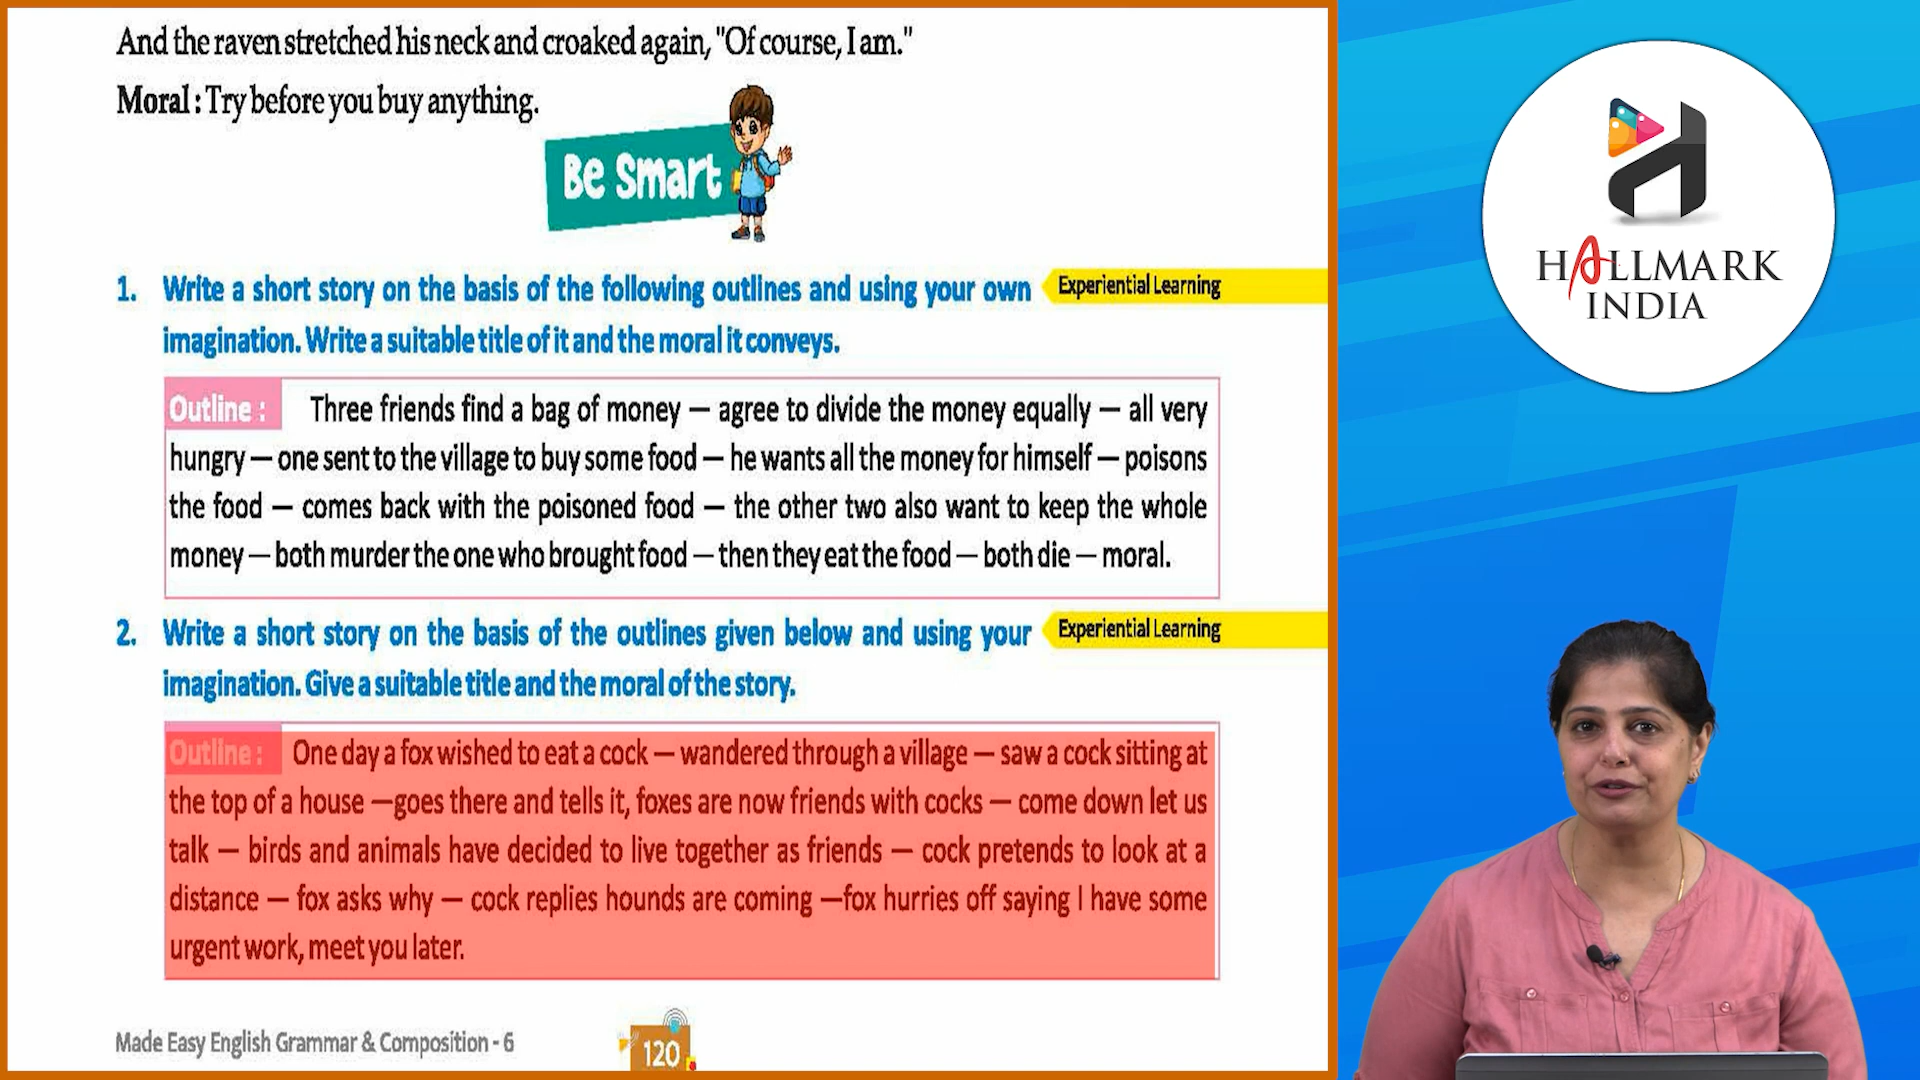 And the raven stretched his neck and croaked again, "Of course, I am."
Moral : Try before you buy anything.
Be Smart
1. Write a short story on the basis of the following outlines and using your own
imagination. Write a suitable title of it and the moral it conveys.
Experiential Learning
Outline : Three friends find a bag of money — agree to divide the money equally — all very
hungry — one sent to the village to buy some food — he wants all the money for himself — poisons
the food — comes back with the poisoned food — the other two also want to keep the whole
money — both murder the one who brought food — then they eat the food — both die — moral.
2. Write a short story on the basis of the outlines given below and using your
imagination. Give a suitable title and the moral of the story.
Experiential Learning
Outline : One day a fox wished to eat a cock — wandered through a village — saw a cock sitting at
the top of a house —goes there and tells it, foxes are now friends with cocks — come down let us
talk — birds and animals have decided to live together as friends — cock pretends to look at a
distance — fox asks why — cock replies hounds are coming —fox hurries off saying I have some
urgent work, meet you later.
Made Easy English Grammar & Composition - 6
120
HALLMARK
INDIA